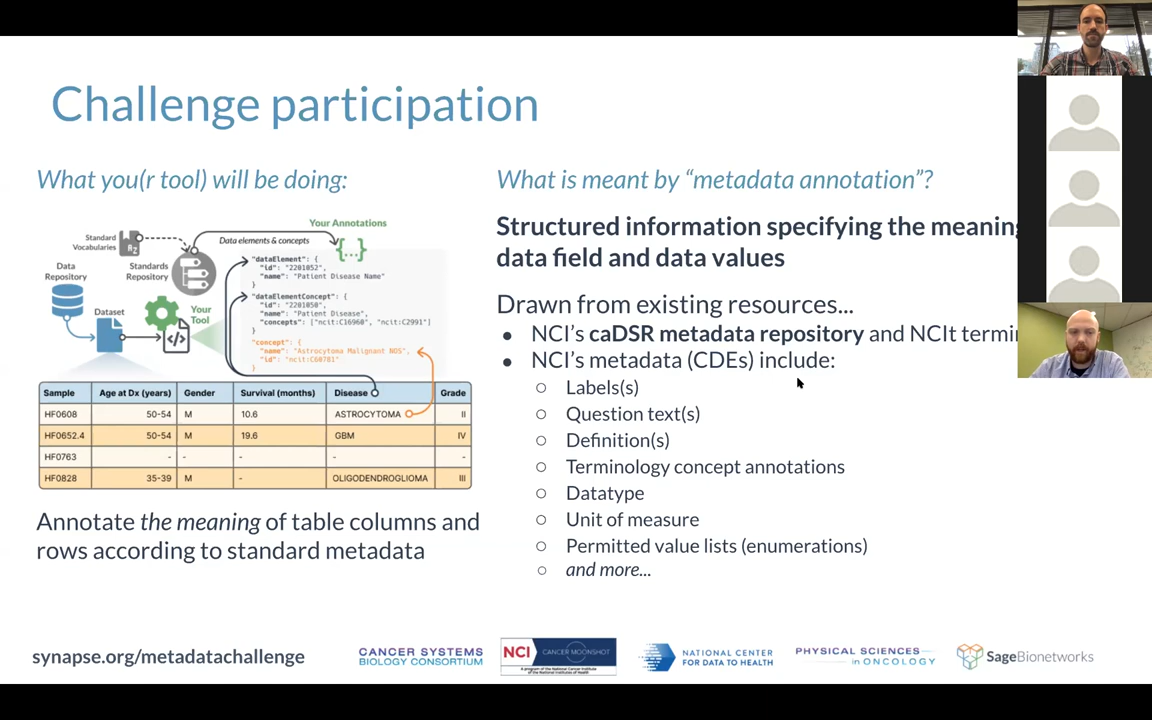 Challenge participation
What you(r tool) will be doing:
Your Annotations
Standard
Vocabularies
Data elements & concepts
{...}
Data
Repository
Standards
Repository
Dataset
Your
Tool
"dataElement": {
"id": "2201052",
"name": "Patient Disease Name"
}
"dataElementConcept": {
"id": "2201050",
"name": "Patient Disease",
"concepts": ["ncit:C16960", "ncit:C2991"]
}
"concept": {
"name": "Astrocytoma Malignant NOS",
"id": "ncit:C60781"
}
Sample Age at Dx (years) Gender Survival (months) Disease Grade
HF0608 50-54 M 10.6 ASTROCYTOMA II
HF0652.4 50-54 M 19.6 GBM IV
HF0763 - - - - -
HF0828 35-39 M - OLIGODENDROGLIOMA III
Annotate the meaning of table columns and
rows according to standard metadata
What is meant by “metadata annotation”?
Structured information specifying the meaning
data field and data values
Drawn from existing resources...
● NCI’s caDSR metadata repository and NCIt termi
● NCI’s metadata (CDEs) include:
○ Labels(s)
○ Question text(s)
○ Definition(s)
○ Terminology concept annotations
○ Datatype
○ Unit of measure
○ Permitted value lists (enumerations)
○ and more...
synapse.org/metadatachallenge
CANCER SYSTEMS
BIOLOGY CONSORTIUM
NCI CANCER MOONSHOT
A program of the National Cancer Institute
of the National Institutes of Health
NATIONAL CENTER
FOR DATA TO HEALTH
PHYSICAL SCIENCES
in ONCOLOGY
SageBionetworks